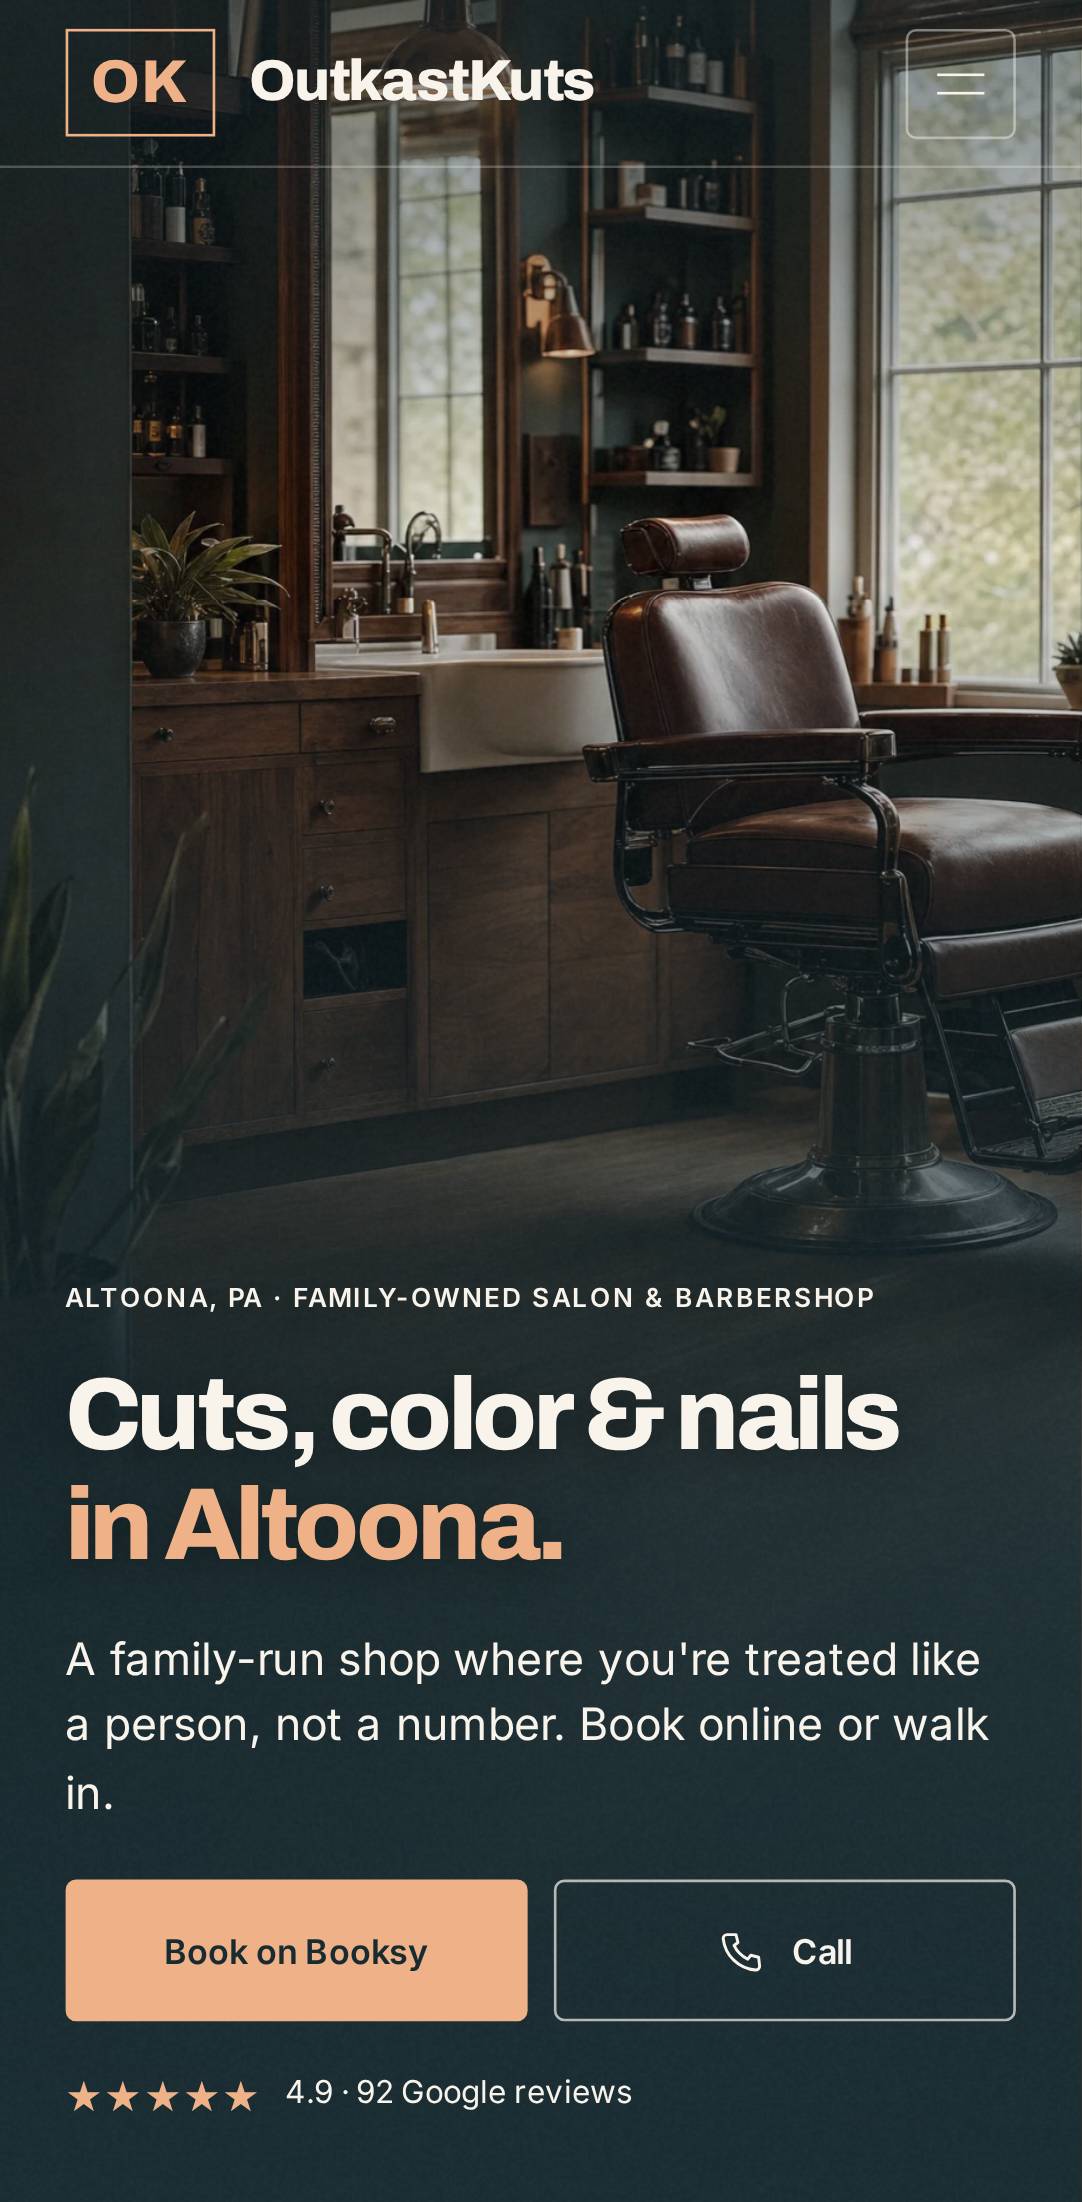 OK OutkastKuts
ALTOONA, PA · FAMILY-OWNED SALON & BARBERSHOP
Cuts, color & nails
in Altoona.
A family-run shop where you're treated like
a person, not a number. Book online or walk
in.
Book on Booksy
Call
★★★★★ 4.9 · 92 Google reviews